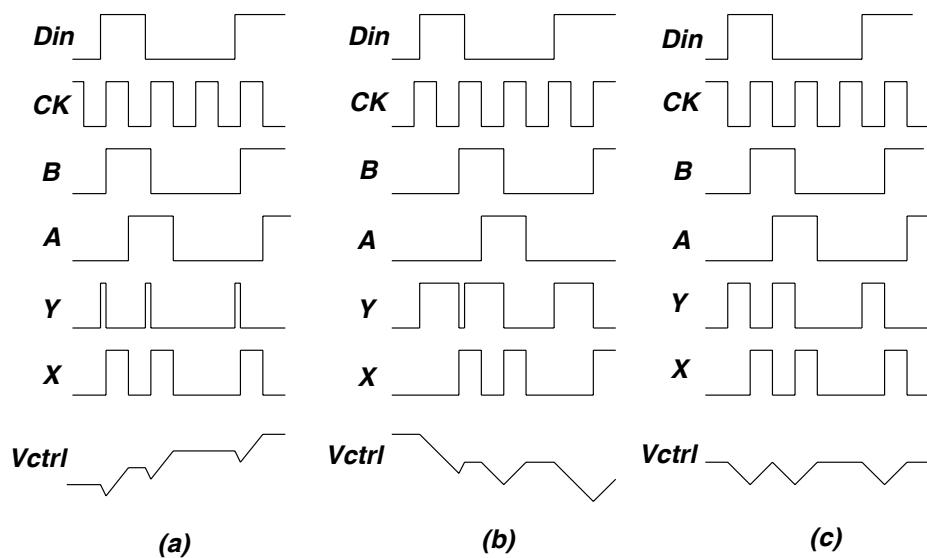 Din Din Din
CK CK CK
B B B
A A A
Y Y Y
X X X
Vctrl Vctrl Vctrl
(a) (b) (c)